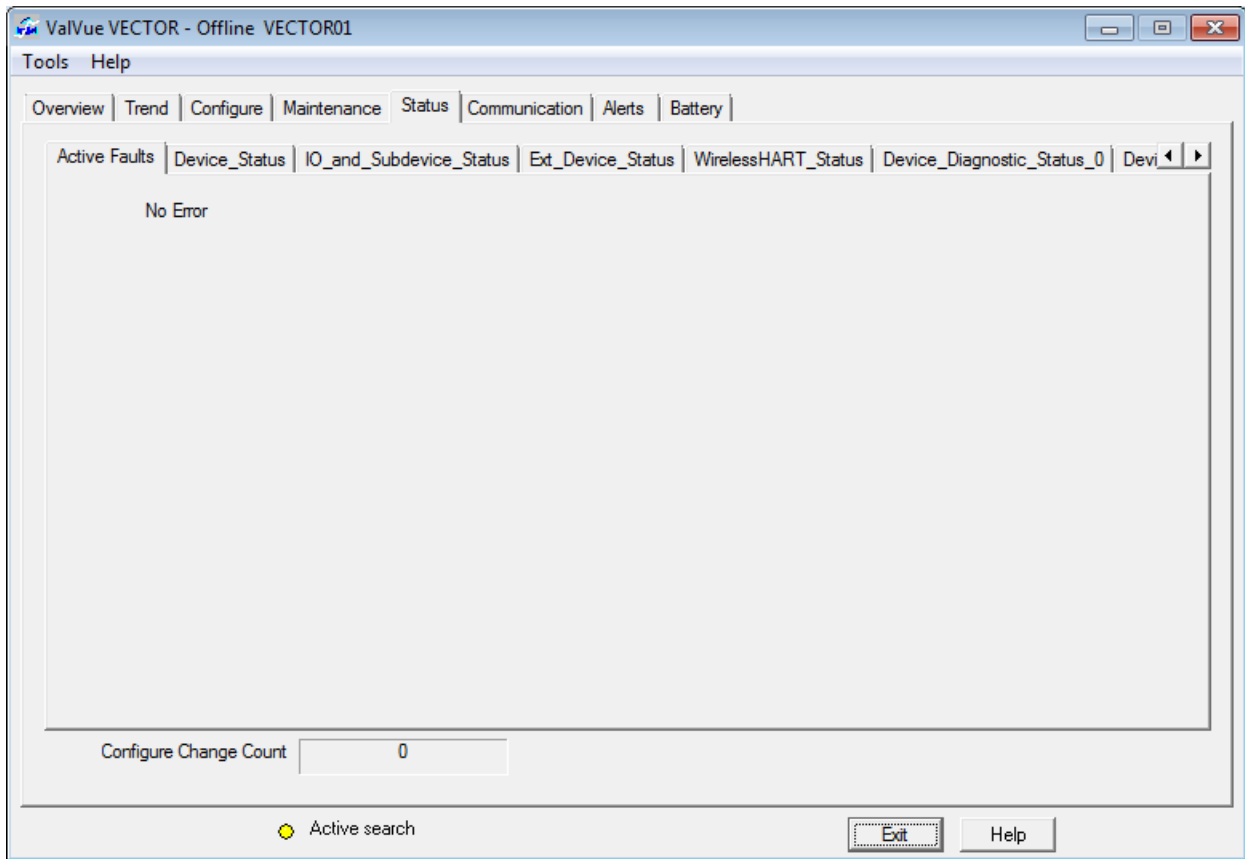 ValVue VECTOR - Offline VECTOR01
Tools Help
Overview Trend Configure Maintenance Status Communication Alerts Battery
Active Faults Device_Status IO_and_Subdevice_Status Ext_Device_Status WirelessHART_Status Device_Diagnostic_Status_0 Devi
No Error
Configure Change Count 0
Active search Exit Help